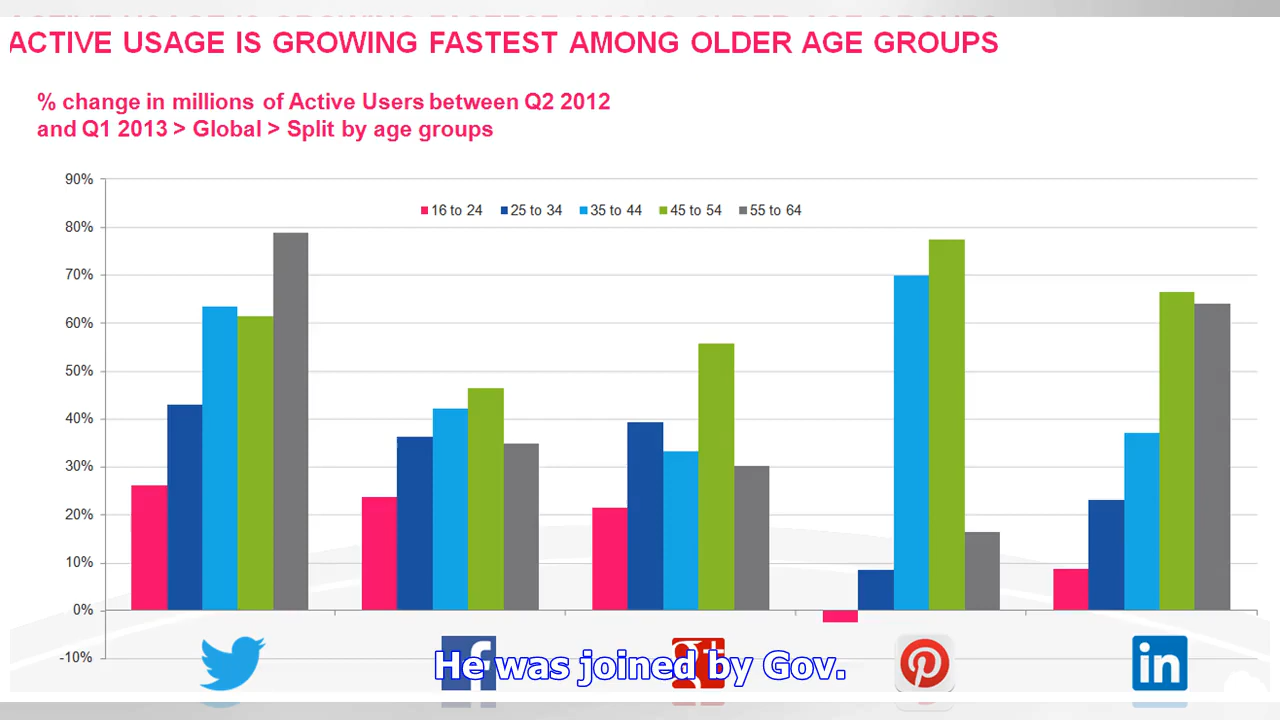 ACTIVE USAGE IS GROWING FASTEST AMONG OLDER AGE GROUPS
% change in millions of Active Users between Q2 2012
and Q1 2013 > Global > Split by age groups
90%
16 to 24 25 to 34 35 to 44 45 to 54 55 to 64
80%
70%
60%
50%
40%
30%
20%
10%
0%
-10%
f g+ P in
He was joined by Gov.